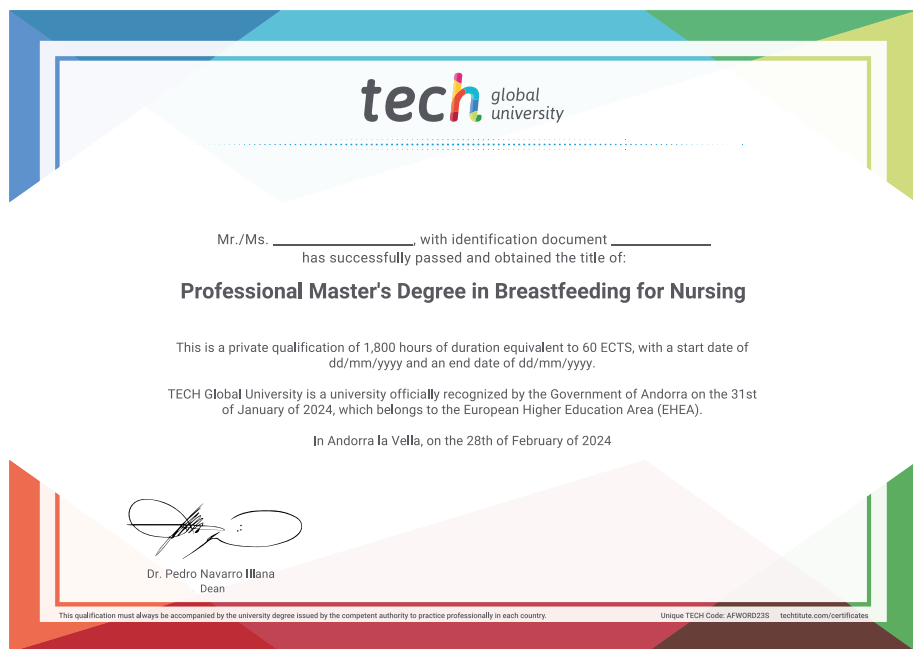 tech global university
Mr./Ms. ____________________, with identification document ______________
has successfully passed and obtained the title of:
Professional Master's Degree in Breastfeeding for Nursing
This is a private qualification of 1,800 hours of duration equivalent to 60 ECTS, with a start date of
dd/mm/yyyy and an end date of dd/mm/yyyy.
TECH Global University is a university officially recognized by the Government of Andorra on the 31st
of January of 2024, which belongs to the European Higher Education Area (EHEA).
In Andorra la Vella, on the 28th of February of 2024
Dr. Pedro Navarro Illana
Dean
This qualification must always be accompanied by the university degree issued by the competent authority to practice professionally in each country.
Unique TECH Code: AFWORD23S techtitute.com/certificates